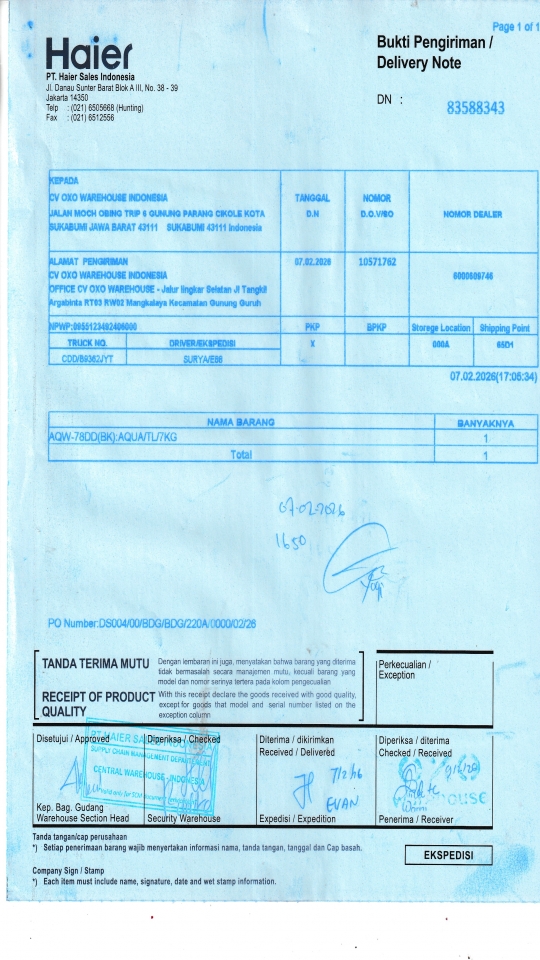 Page 1 of 1
Haier
Bukti Pengiriman /
Delivery Note
PT. Haier Sales Indonesia
Jl. Danau Sunter Barat Blok A III, No. 38 - 39
Jakarta 14350
Telp : (021) 6505668 (Hunting)
Fax : (021) 6512556
DN : 83588343
KEPADA
CV OXO WAREHOUSE INDONESIA
JALAN MOCH OBING TRIP 6 GUNUNG PARANG CIKOLE KOTA
SUKABUMI JAWA BARAT 43111 SUKABUMI 43111 Indonesia
TANGGAL
D.N
NOMOR
D.O.V/SO
NOMOR DEALER
ALAMAT PENGIRIMAN
CV OXO WAREHOUSE INDONESIA
OFFICE CV OXO WAREHOUSE - Jalur lingkar Selatan Jl Tangkil
Argabinta RT03 RW02 Mangkalaya Kecamatan Gunung Guruh
07.02.2026
10571762
6000609746
NPWP:0955123492406000
PKP
BPKP
Storage Location
Shipping Point
TRUCK NO.
DRIVER/EKSPEDISI
X
000A
65D1
CDD/B9362JYT
SURYA/E66
07.02.2026(17:05:34)
NAMA BARANG
BANYAKNYA
AQW-78DD(BK):AQUA/TL/7KG
1
Total
1
07.02.2026
1650
Yogi
PO Number:DS004/00/BDG/BDG/220A/0000/02/26
TANDA TERIMA MUTU
Dengan lembaran ini juga, menyatakan bahwa barang yang diterima
tidak bermasalah secara manajemen mutu, kecuali barang yang
model dan nomor serinya tertera pada kolom pengecualian
RECEIPT OF PRODUCT
QUALITY
With this receipt declare the goods received with good quality,
except for goods that model and serial number listed on the
exception column
Perkecualian /
Exception
Disetujui / Approved
Diperiksa / Checked
Diterima / dikirimkan
Received / Delivered
Diperiksa / diterima
Checked / Received
PT HAIER SALES INDONESIA
SUPPLY CHAIN MANAGEMENT DEPARTMENT
CENTRAL WAREHOUSE - INDONESIA
7/2/26
EVAN
Kep. Bag. Gudang
Warehouse Section Head
Security Warehouse
Expedisi / Expedition
Penerima / Receiver
Tanda tangan/cap perusahaan
*) Setiap penerimaan barang wajib menyertakan informasi nama, tanda tangan, tanggal dan Cap basah.
EKSPEDISI
Company Sign / Stamp
*) Each item must include name, signature, date and wet stamp information.